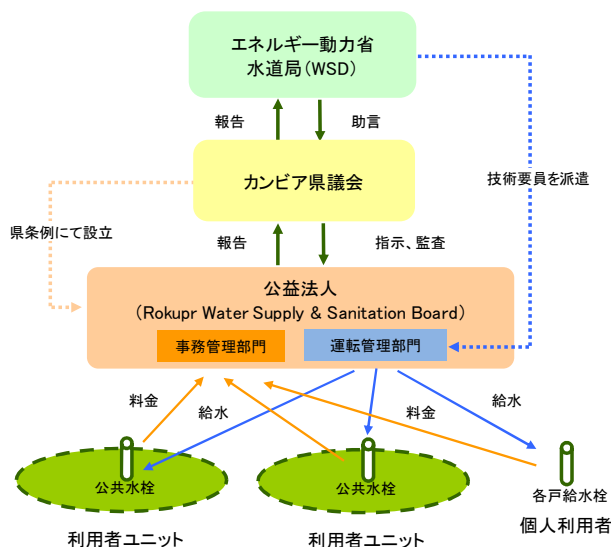 エネルギー動力省
水道局(WSD)
報告
助言
カンビア県議会
技術要員を派遣
県条例にて設立
報告
指示、監査
公益法人
(Rokupr Water Supply & Sanitation Board)
事務管理部門
運転管理部門
料金
給水
料金
給水
公共水栓
公共水栓
各戸給水栓
利用者ユニット
利用者ユニット
個人利用者